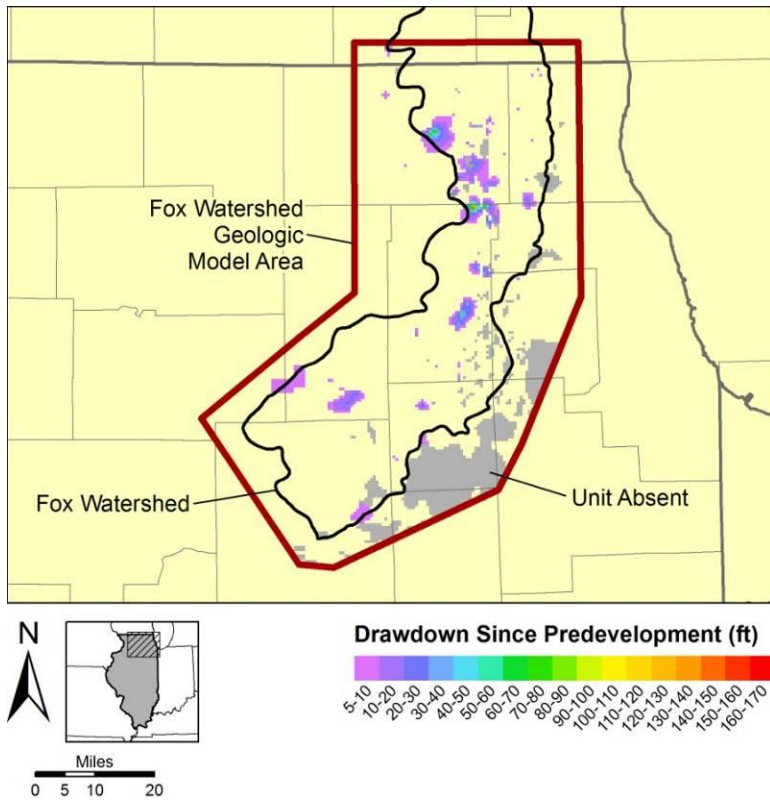 Fox Watershed
Geologic
Model Area
Fox Watershed
Unit Absent
N
Miles
0 5 10 20
Drawdown Since Predevelopment (ft)
5-10
10-20
20-30
30-40
40-50
50-60
60-70
70-80
80-90
90-100
100-110
110-120
120-130
130-140
140-150
150-160
160-170